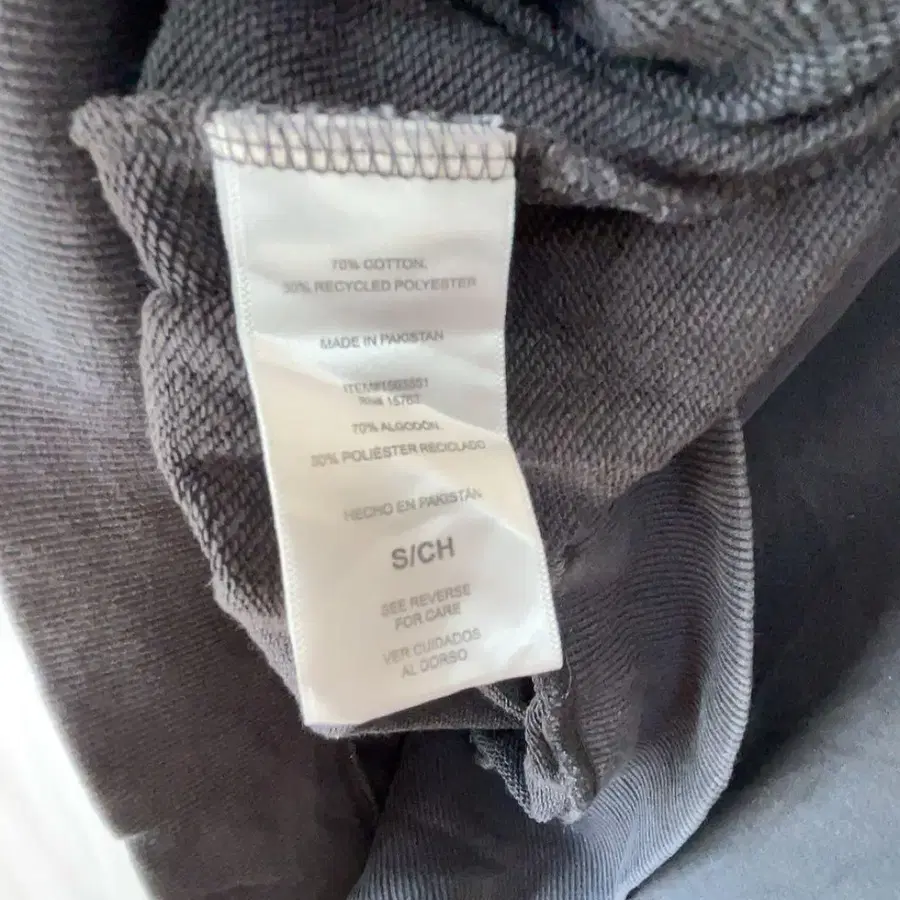 70% COTTON,
30% RECYCLED POLYESTER
MADE IN PAKISTAN
70% ALGODÓN,
30% POLIÉSTER RECICLADO
HECHO EN PAKISTÁN
S/CH
SEE REVERSE
FOR CARE
VER CUIDADOS
AL DORSO